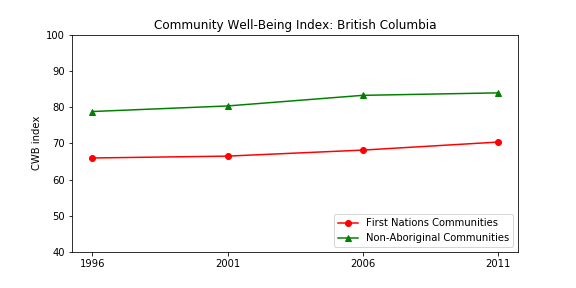 Community Well-Being Index: British Columbia
100
90
80
70
60
50
40
CWB index
First Nations Communities
Non-Aboriginal Communities
1996 2001 2006 2011